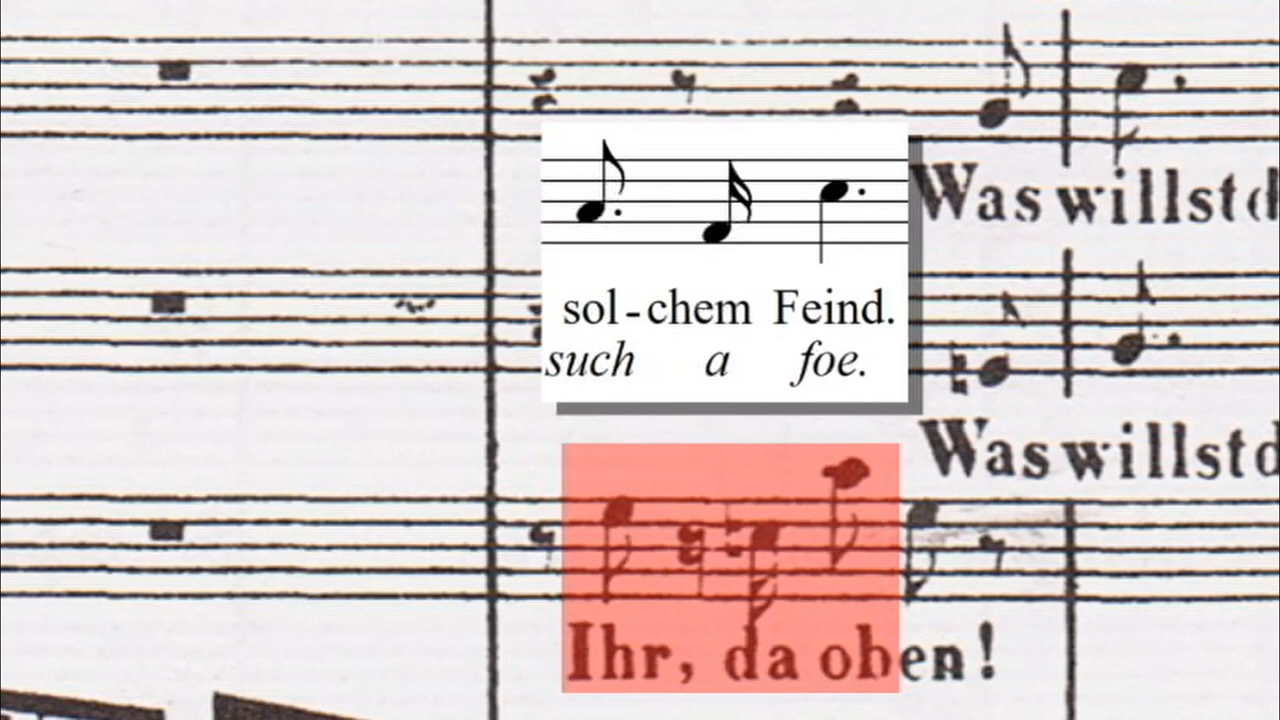 Was willst d
sol-chem Feind.
such a foe.
Was willst d
Ihr, da oben!